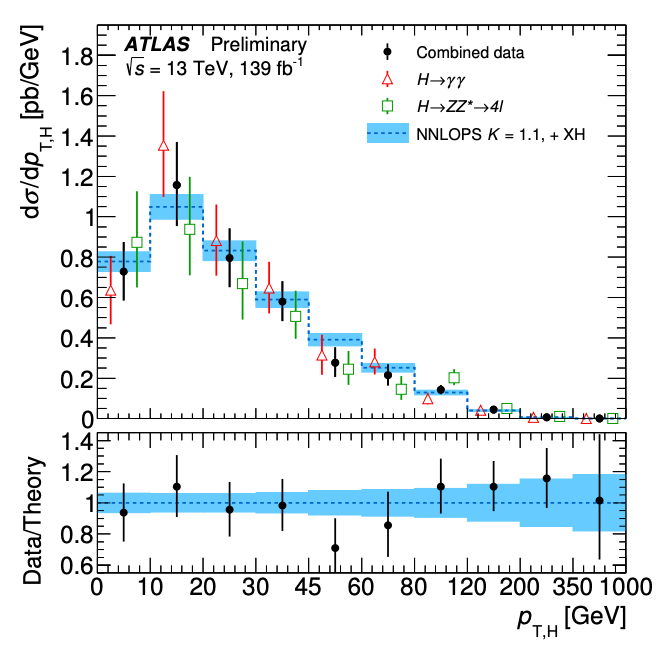 ATLAS Preliminary
√s = 13 TeV, 139 fb⁻¹
Combined data
H→γγ
H→ZZ*→4l
NNLOPS K = 1.1, + XH
dσ/dp_T,H [pb/GeV]
1.8
1.6
1.4
1.2
1
0.8
0.6
0.4
0.2
0
Data/Theory
1.4
1.2
1
0.8
0.6
0 10 20 30 45 60 80 120 200 350 1000
p_T,H [GeV]